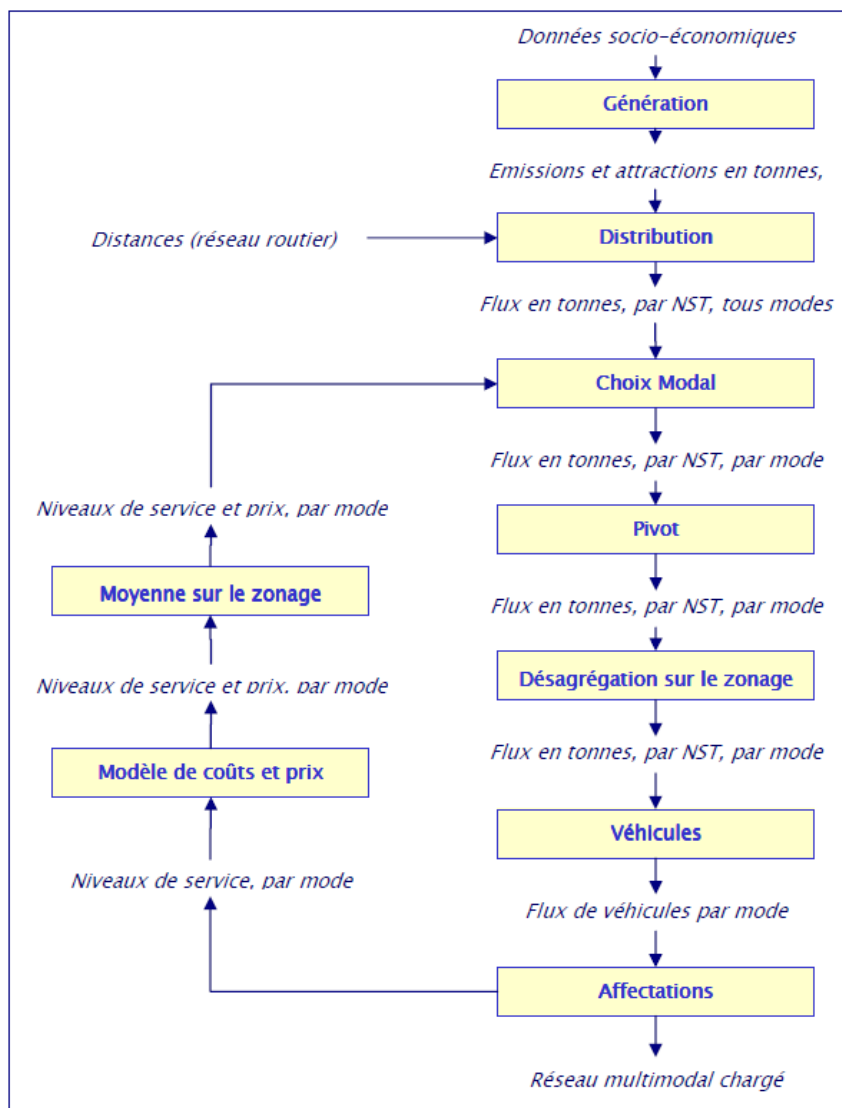 Données socio-économiques
Génération
Emissions et attractions en tonnes,
Distances (réseau routier)
Distribution
Flux en tonnes, par NST, tous modes
Choix Modal
Flux en tonnes, par NST, par mode
Niveaux de service et prix, par mode
Pivot
Moyenne sur le zonage
Flux en tonnes, par NST, par mode
Niveaux de service et prix, par mode
Désagrégation sur le zonage
Flux en tonnes, par NST, par mode
Modèle de coûts et prix
Véhicules
Niveaux de service, par mode
Flux de véhicules par mode
Affectations
Réseau multimodal chargé